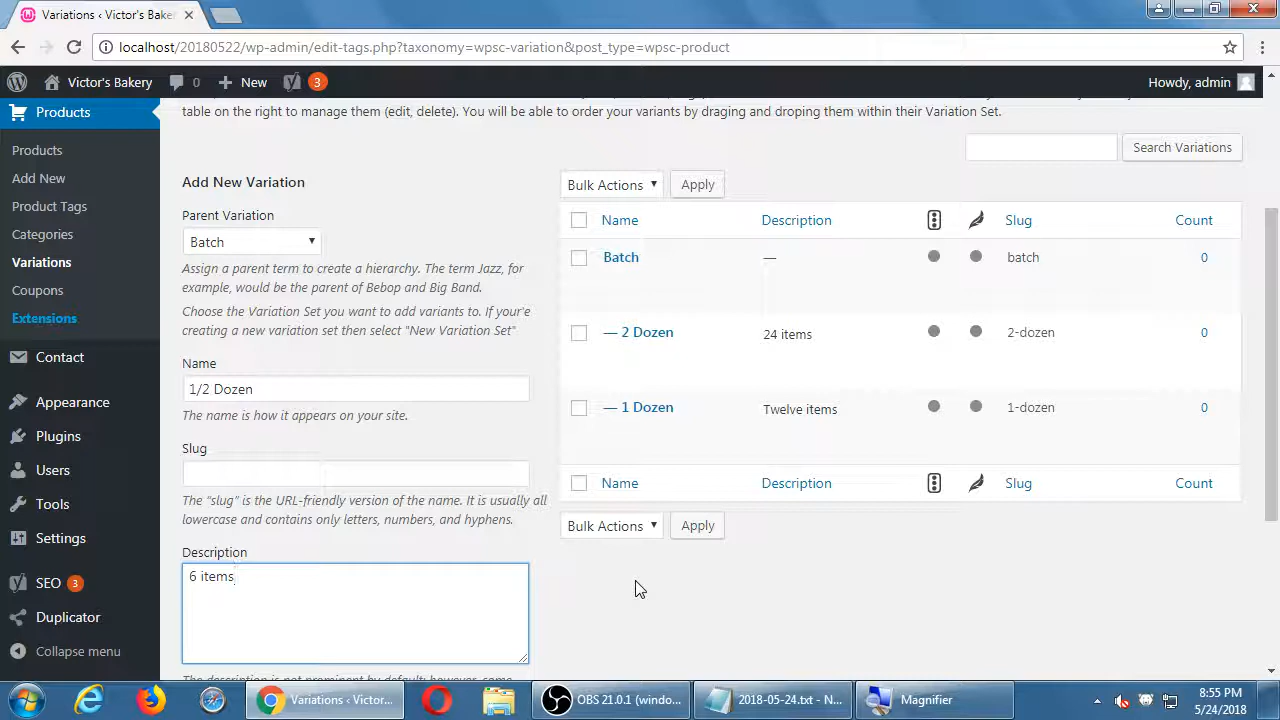 Variations ‹ Victor's Baker
localhost/20180522/wp-admin/edit-tags.php?taxonomy=wpsc-variation&post_type=wpsc-product
Victor's Bakery
0
New
3
Howdy, admin
Products
Products
Add New
Product Tags
Categories
Variations
Coupons
Extensions
Contact
Appearance
Plugins
Users
Tools
Settings
SEO 3
Duplicator
Collapse menu
table on the right to manage them (edit, delete). You will be able to order your variants by draging and droping them within their Variation Set.
Search Variations
Add New Variation
Parent Variation
Batch
Assign a parent term to create a hierarchy. The term Jazz, for
example, would be the parent of Bebop and Big Band.
Choose the Variation Set you want to add variants to. If your'e
creating a new variation set then select "New Variation Set"
Name
1/2 Dozen
The name is how it appears on your site.
Slug
The "slug" is the URL-friendly version of the name. It is usually all
lowercase and contains only letters, numbers, and hyphens.
Description
6 items
Bulk Actions Apply
Name Description Slug Count
Batch — batch 0
— 2 Dozen 24 items 2-dozen 0
— 1 Dozen Twelve items 1-dozen 0
Name Description Slug Count
Bulk Actions Apply
Variations ‹ Victor...
OBS 21.0.1 (windo...
2018-05-24.txt - N...
Magnifier
8:55 PM
5/24/2018